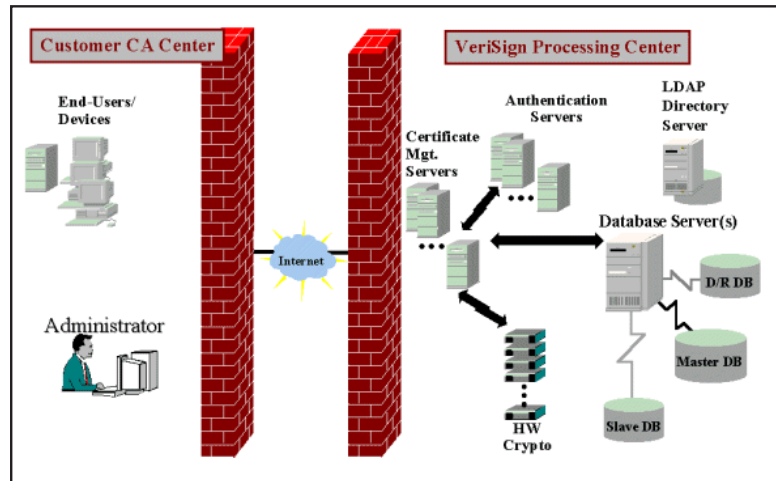 Customer CA Center
VeriSign Processing Center
End-Users/
Devices
Authentication
Servers
LDAP
Directory
Server
Certificate
Mgt.
Servers
Database Server(s)
Internet
D/R DB
Administrator
Master DB
HW
Crypto
Slave DB